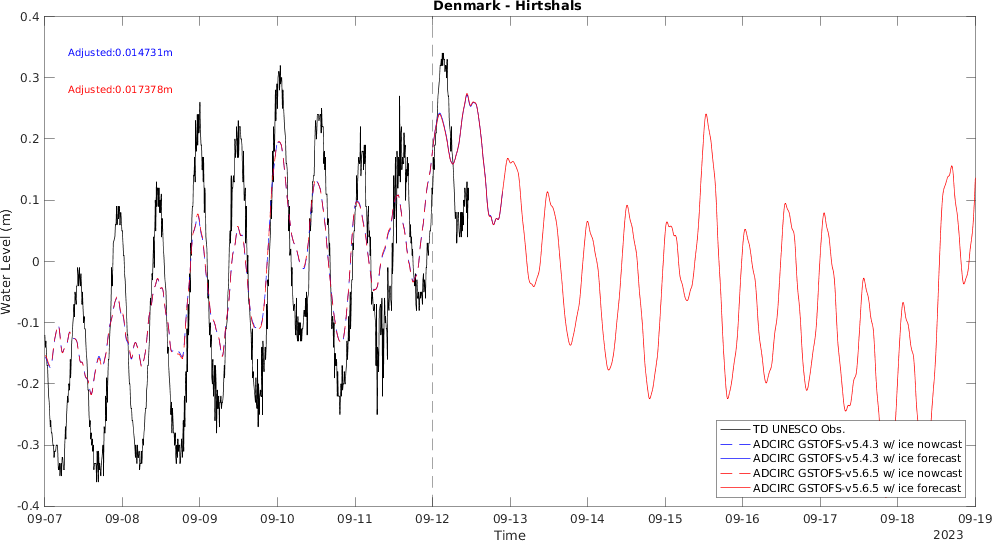 Denmark - Hirtshals
0.4
0.3
0.2
0.1
0
-0.1
-0.2
-0.3
-0.4
Water Level (m)
Adjusted:0.014731m
Adjusted:0.017378m
TD UNESCO Obs.
ADCIRC GSTOFS-v5.4.3 w/ ice nowcast
ADCIRC GSTOFS-v5.4.3 w/ ice forecast
ADCIRC GSTOFS-v5.6.5 w/ ice nowcast
ADCIRC GSTOFS-v5.6.5 w/ ice forecast
09-07 09-08 09-09 09-10 09-11 09-12 09-13 09-14 09-15 09-16 09-17 09-18 09-19
Time
2023